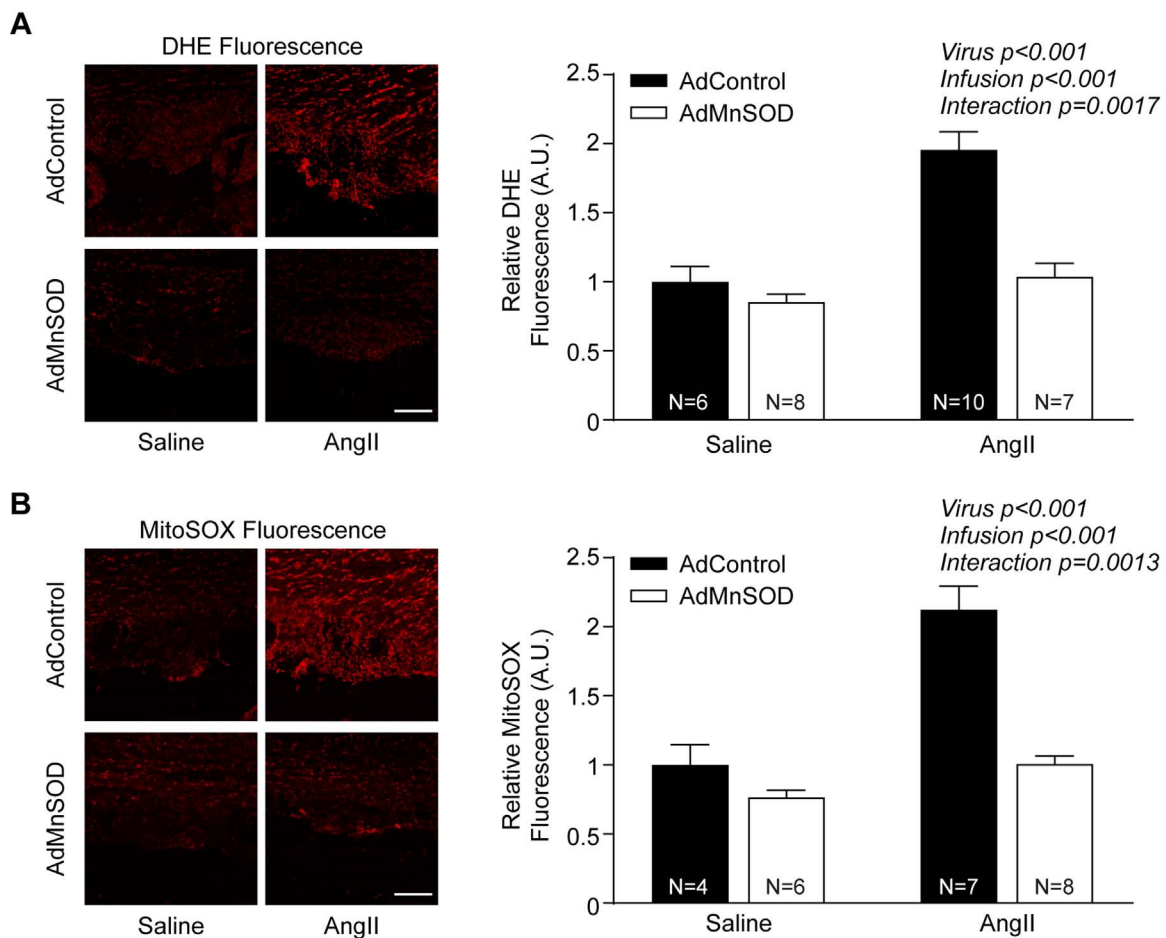 A
DHE Fluorescence
AdControl
AdMnSOD
Saline
AngII
Relative DHE
Fluorescence (A.U.)
2.5
2
1.5
1
0.5
0
AdControl
AdMnSOD
Virus p<0.001
Infusion p<0.001
Interaction p=0.0017
N=6
N=8
N=10
N=7
Saline
AngII
B
MitoSOX Fluorescence
AdControl
AdMnSOD
Saline
AngII
Relative MitoSOX
Fluorescence (A.U.)
2.5
2
1.5
1
0.5
0
AdControl
AdMnSOD
Virus p<0.001
Infusion p<0.001
Interaction p=0.0013
N=4
N=6
N=7
N=8
Saline
AngII